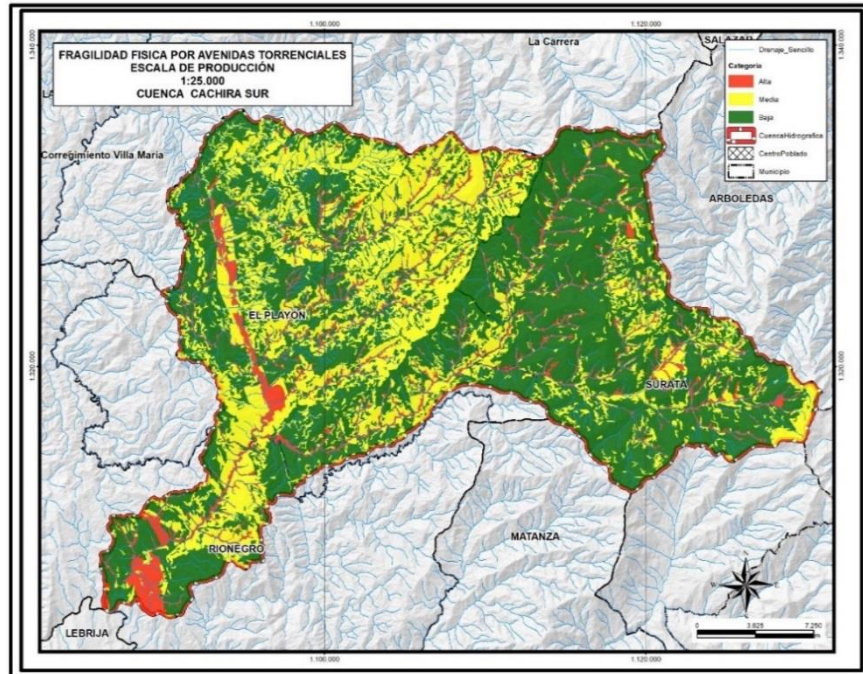 FRAGILIDAD FISICA POR AVENIDAS TORRENCIALES
ESCALA DE PRODUCCIÓN
1:25.000
CUENCA CACHIRA SUR
1.100.000
1.120.000
La Carrera
1.340.000
1.340.000
Drenaje_Sencillo
Categoria
Alta
Media
Baja
CuencaHidrografica
CentroPoblado
Municipio
Corregimiento Villa Maria
ARBOLEDAS
EL PLAYON
1.320.000
1.320.000
SURATA
MATANZA
RIONEGRO
LEBRIJA
0 3.625 7.250
1.100.000
1.120.000